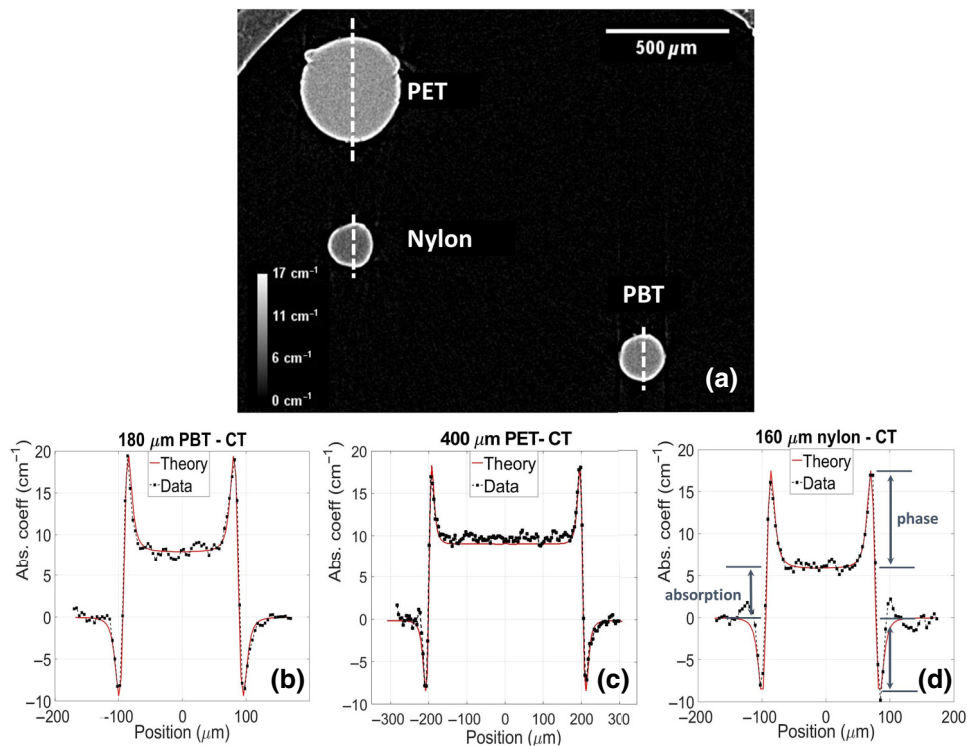 500 µm
PET
Nylon
PBT
17 cm⁻¹
11 cm⁻¹
6 cm⁻¹
0 cm⁻¹
(a)
180 µm PBT - CT
Abs. coeff (cm⁻¹)
20
15
10
5
0
−5
−10
Theory
Data
−100 0 100
Position (µm)
(b)
400 µm PET- CT
Abs. coeff (cm⁻¹)
20
15
10
5
0
−5
−10
Theory
Data
−300 −200 −100 0 100 200 300
Position (µm)
(c)
160 µm nylon - CT
Abs. coeff (cm⁻¹)
20
15
10
5
0
−5
−10
Theory
Data
phase
absorption
−200 −100 0 100 200
Position (µm)
(d)